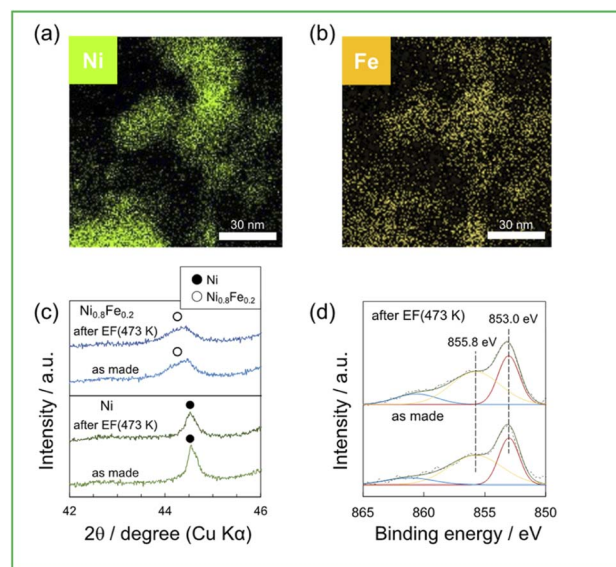 (a)
Ni
30 nm
(b)
Fe
30 nm
(c)
● Ni
○ Ni0.8Fe0.2
Ni0.8Fe0.2
after EF(473 K)
as made
Ni
after EF(473 K)
as made
Intensity / a.u.
42 43 44 45 46
2θ / degree (Cu Kα)
(d)
after EF(473 K)
853.0 eV
855.8 eV
as made
Intensity / a.u.
865 860 855 850
Binding energy / eV